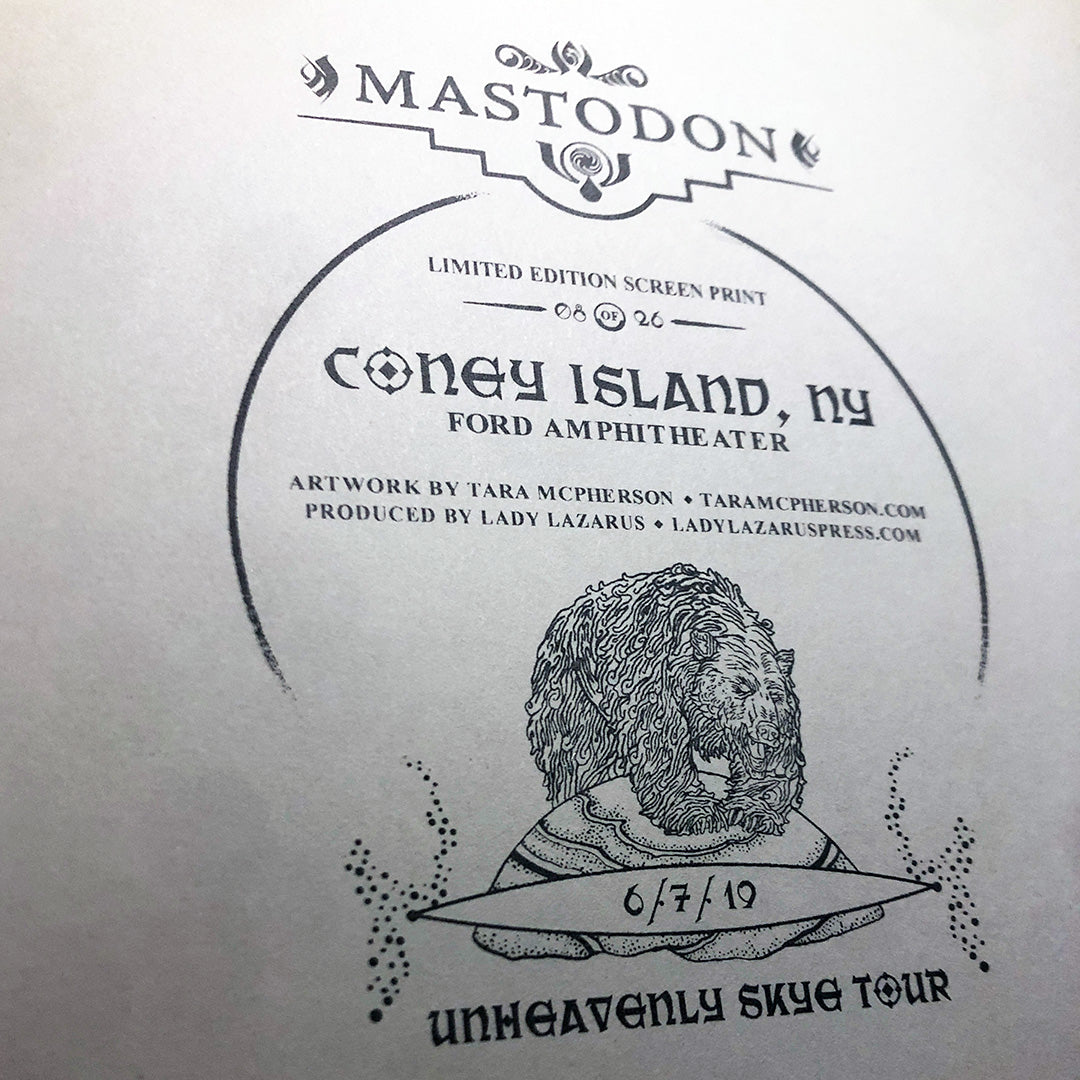 MASTODON
LIMITED EDITION SCREEN PRINT
08 OF 26
CONEY ISLAND, NY
FORD AMPHITHEATER
ARTWORK BY TARA MCPHERSON • TARAMCPHERSON.COM
PRODUCED BY LADY LAZARUS • LADYLAZARUSPRESS.COM
6/7/19
UNHEAVENLY SKYE TOUR